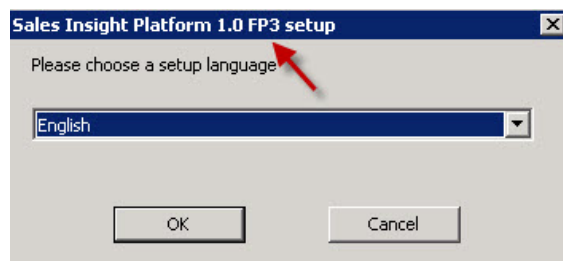 Sales Insight Platform 1.0 FP3 setup
Please choose a setup language
English
OK
Cancel